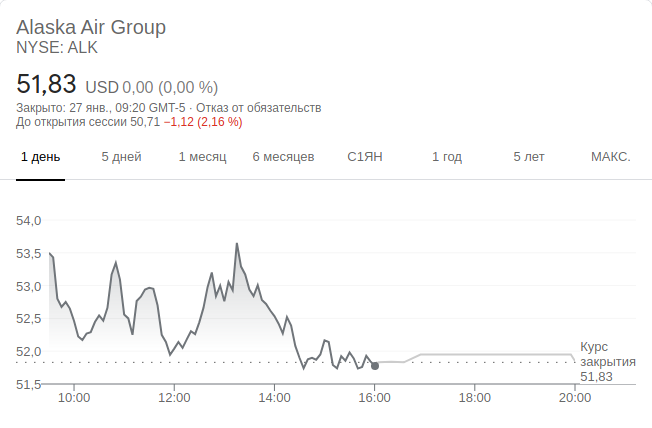 Alaska Air Group
NYSE: ALK
51,83 USD 0,00 (0,00 %)
Закрыто: 27 янв., 09:20 GMT-5 · Отказ от обязательств
До открытия сессии 50,71 −1,12 (2,16 %)
1 день 5 дней 1 месяц 6 месяцев С1ЯН 1 год 5 лет МАКС.
54,0
53,5
53,0
52,5
52,0
51,5
Курс
закрытия
51,83
10:00 12:00 14:00 16:00 18:00 20:00